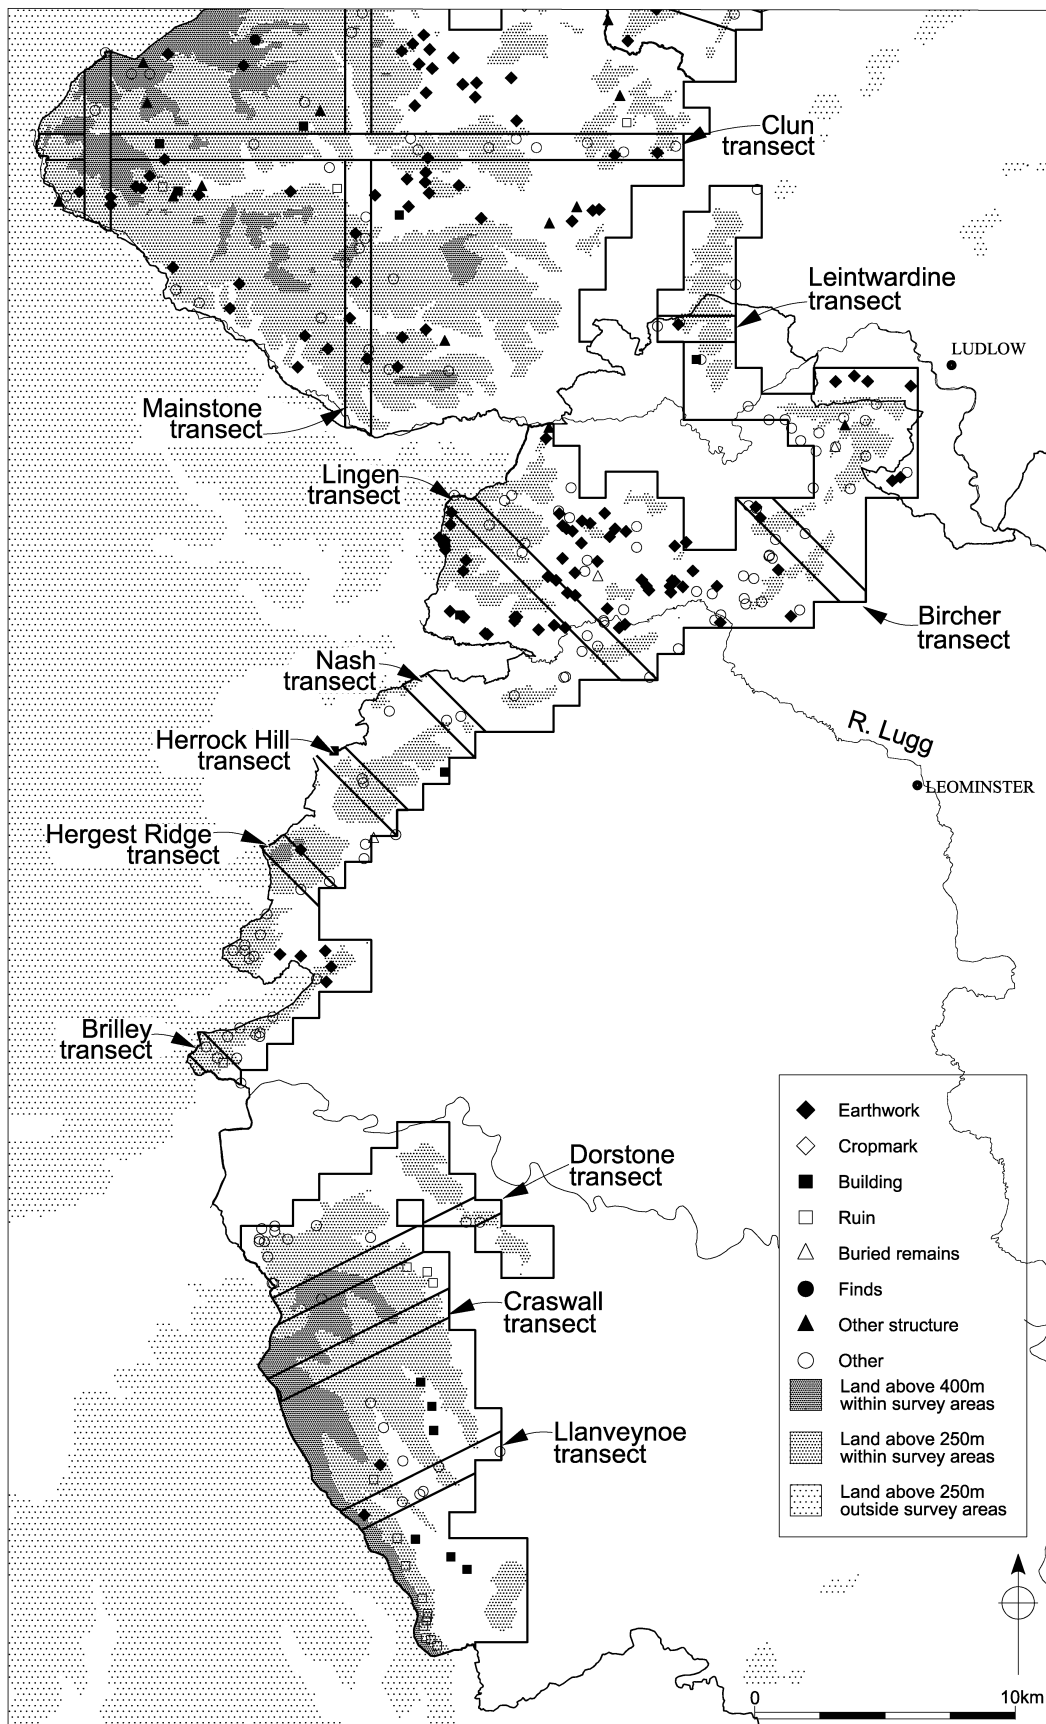 Clun
transect
Leintwardine
transect
LUDLOW
Mainstone
transect
Lingen
transect
Bircher
transect
Nash
transect
R. Lugg
Herrock Hill
transect
LEOMINSTER
Hergest Ridge
transect
Brilley
transect
Dorstone
transect
Craswall
transect
Llanveynoe
transect
Earthwork
Cropmark
Building
Ruin
Buried remains
Finds
Other structure
Other
Land above 400m
within survey areas
Land above 250m
within survey areas
Land above 250m
outside survey areas
0 10km